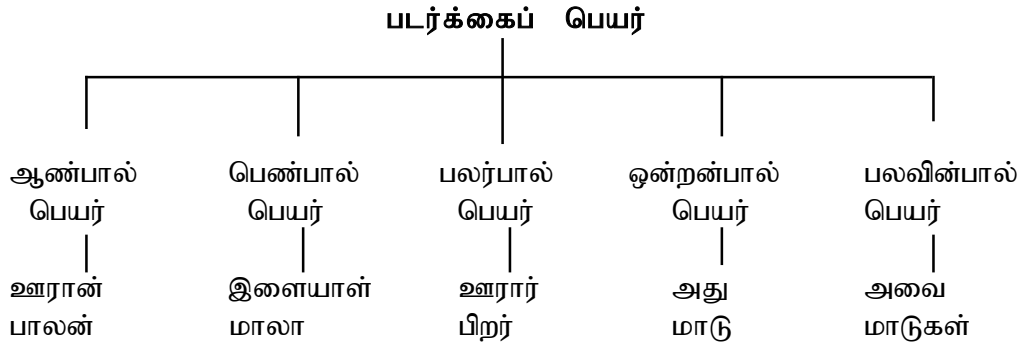 படர்க்கைப் பெயர்
ஆண்பால் பெண்பால் பலர்பால் ஒன்றன்பால் பலவின்பால்
பெயர் பெயர் பெயர் பெயர் பெயர்
ஊரான் இளையாள் ஊரார் அது அவை
பாலன் மாலா பிறர் மாடு மாடுகள்